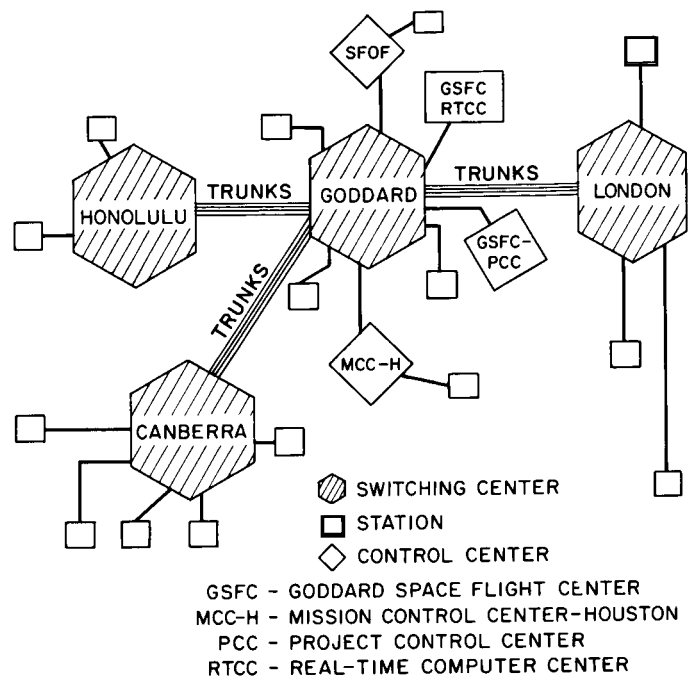 SFOF
GSFC
RTCC
TRUNKS
TRUNKS
HONOLULU
GODDARD
LONDON
GSFC-
PCC
TRUNKS
MCC-H
CANBERRA
SWITCHING CENTER
STATION
CONTROL CENTER
GSFC - GODDARD SPACE FLIGHT CENTER
MCC-H - MISSION CONTROL CENTER-HOUSTON
PCC - PROJECT CONTROL CENTER
RTCC - REAL-TIME COMPUTER CENTER